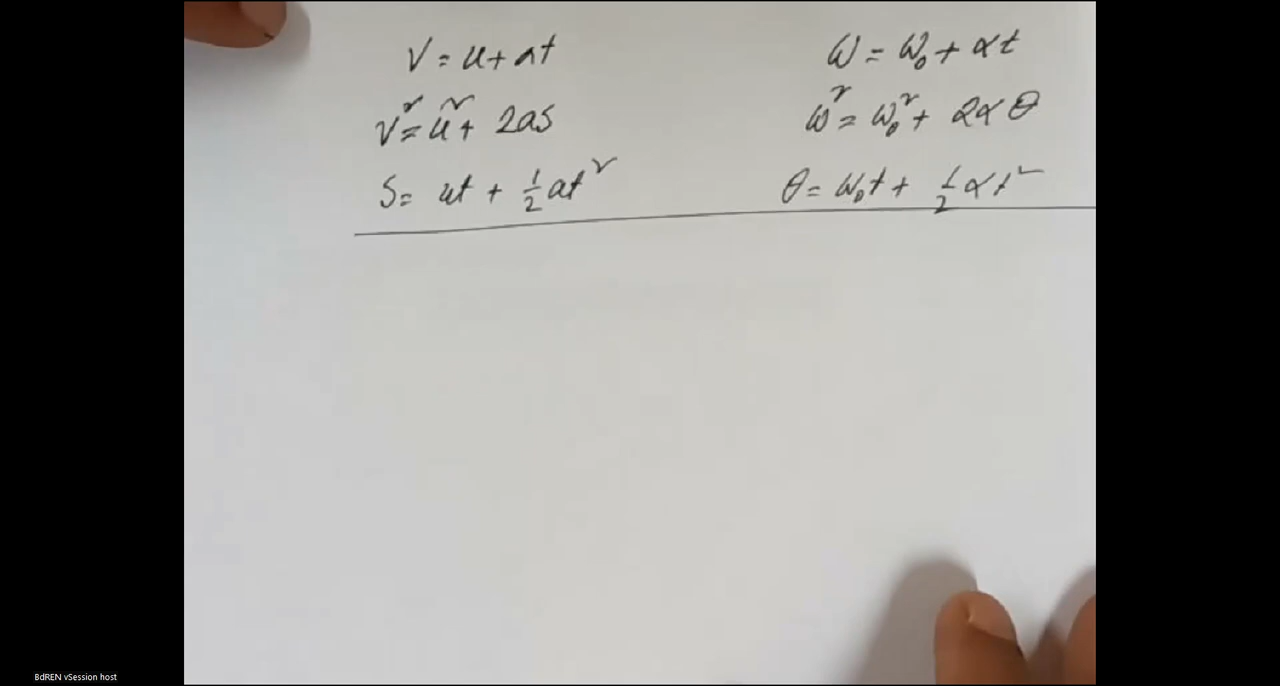 V = u + at
ω = ω₀ + αt
v² = u² + 2as
ω² = ω₀² + 2αθ
S = ut + ½at²
θ = ω₀t + ½αt²
BdREN vSession host